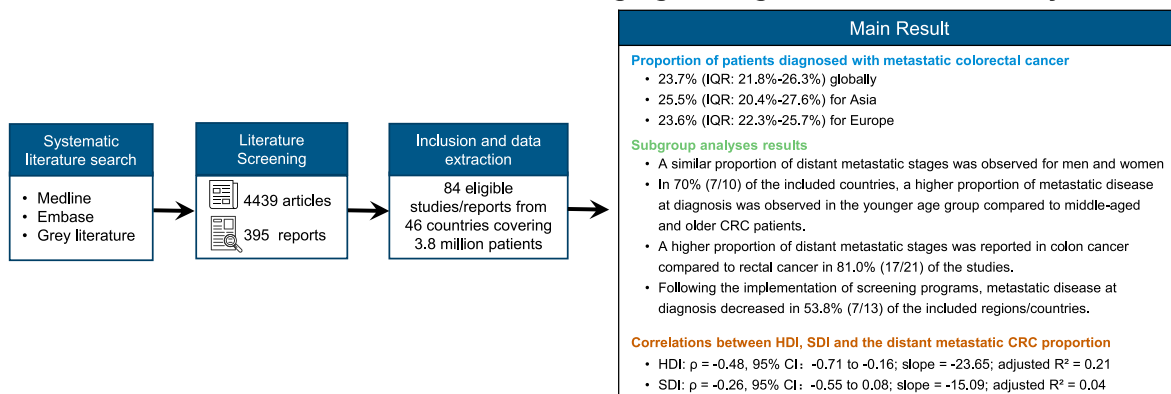 Systematic
literature search
• Medline
• Embase
• Grey literature
Literature
Screening
4439 articles
395 reports
Inclusion and data
extraction
84 eligible
studies/reports from
46 countries covering
3.8 million patients
Main Result
Proportion of patients diagnosed with metastatic colorectal cancer
• 23.7% (IQR: 21.8%-26.3%) globally
• 25.5% (IQR: 20.4%-27.6%) for Asia
• 23.6% (IQR: 22.3%-25.7%) for Europe
Subgroup analyses results
• A similar proportion of distant metastatic stages was observed for men and women
• In 70% (7/10) of the included countries, a higher proportion of metastatic disease
at diagnosis was observed in the younger age group compared to middle-aged
and older CRC patients.
• A higher proportion of distant metastatic stages was reported in colon cancer
compared to rectal cancer in 81.0% (17/21) of the studies.
• Following the implementation of screening programs, metastatic disease at
diagnosis decreased in 53.8% (7/13) of the included regions/countries.
Correlations between HDI, SDI and the distant metastatic CRC proportion
• HDI: ρ = -0.48, 95% CI：-0.71 to -0.16; slope = -23.65; adjusted R² = 0.21
• SDI: ρ = -0.26, 95% CI：-0.55 to 0.08; slope = -15.09; adjusted R² = 0.04